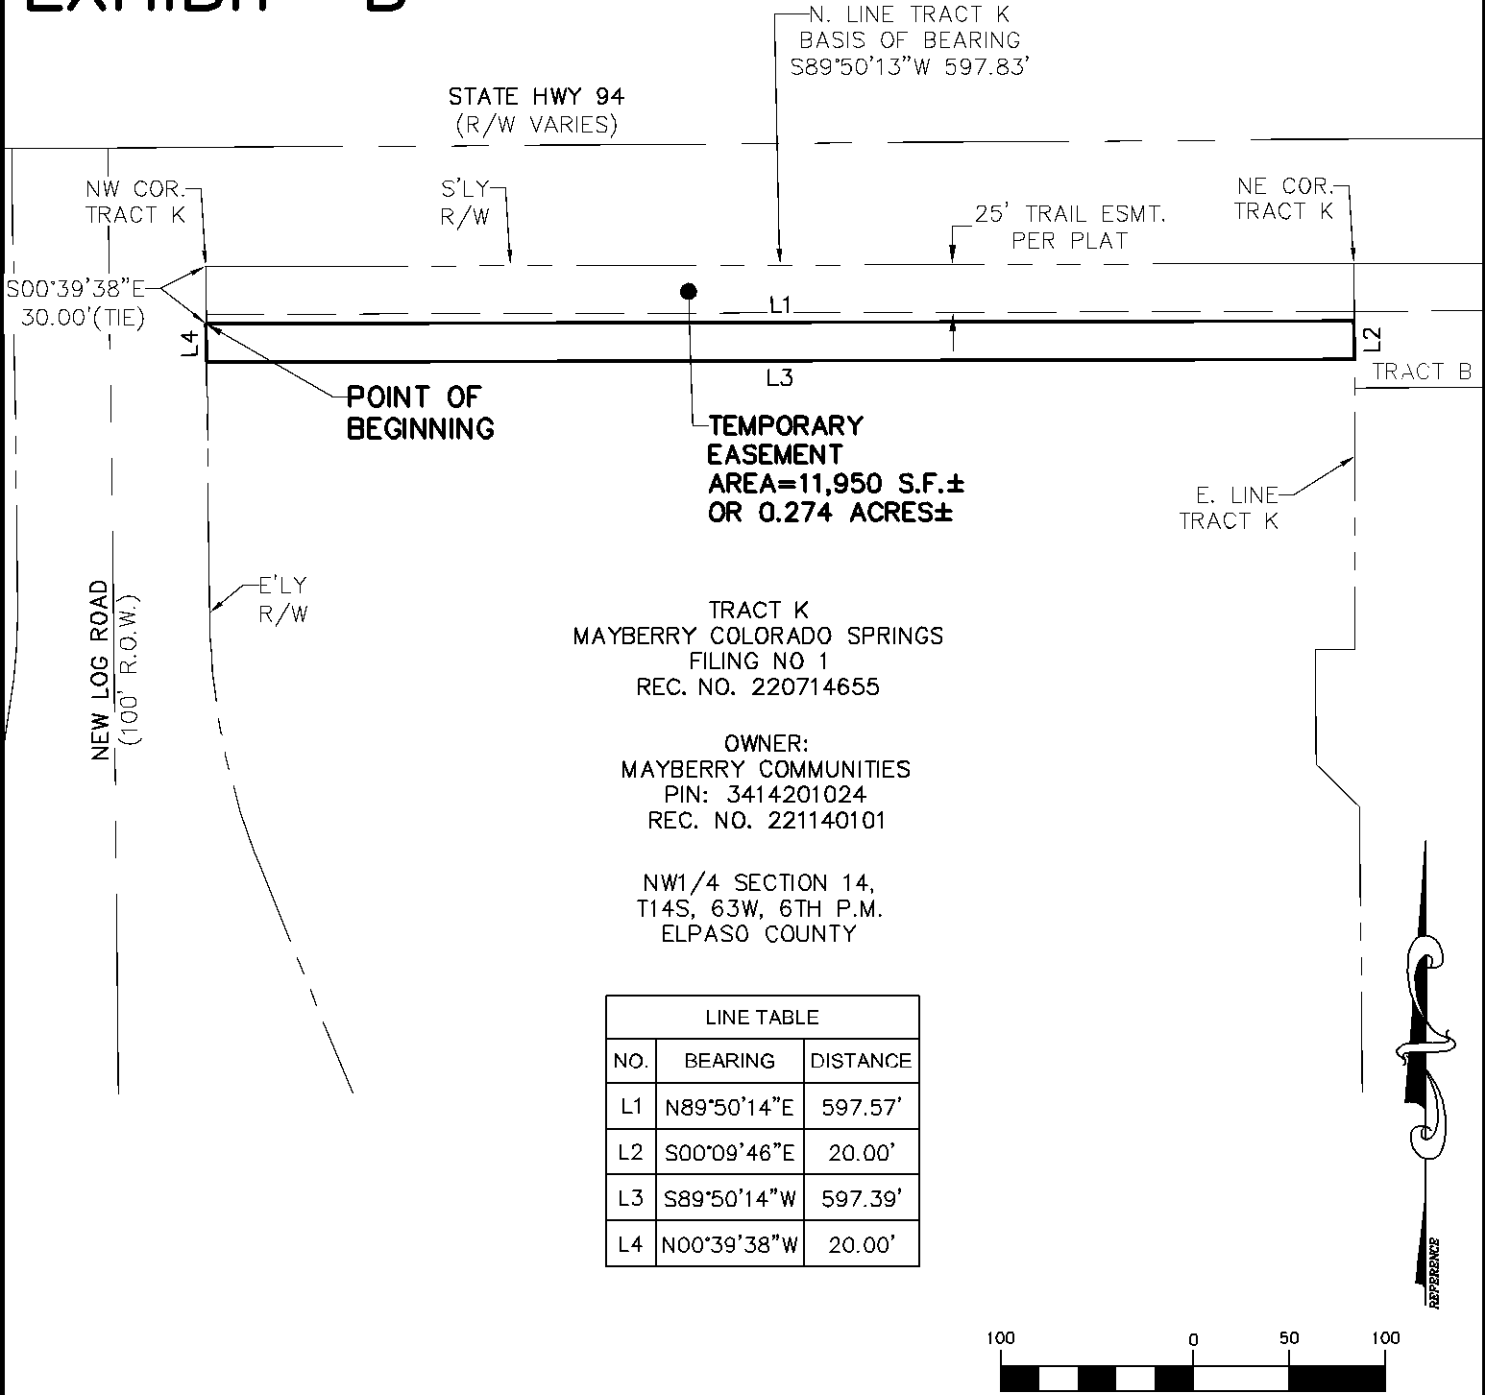 N. LINE TRACT K
BASIS OF BEARING
S89°50'13"W 597.83'
STATE HWY 94
(R/W VARIES)
NW COR.
TRACT K
S'LY
R/W
25' TRAIL ESMT.
PER PLAT
NE COR.
TRACT K
S00°39'38"E
30.00'(TIE)
L1
L4
L2
L3
TRACT B
POINT OF
BEGINNING
TEMPORARY
EASEMENT
AREA=11,950 S.F.±
OR 0.274 ACRES±
E. LINE
TRACT K
E'LY
R/W
NEW LOG ROAD
(100' R.O.W.)
TRACT K
MAYBERRY COLORADO SPRINGS
FILING NO 1
REC. NO. 220714655
OWNER:
MAYBERRY COMMUNITIES
PIN: 3414201024
REC. NO. 221140101
NW1/4 SECTION 14,
T14S, 63W, 6TH P.M.
ELPASO COUNTY
LINE TABLE
NO. BEARING DISTANCE
L1 N89°50'14"E 597.57'
L2 S00°09'46"E 20.00'
L3 S89°50'14"W 597.39'
L4 N00°39'38"W 20.00'
REFERENCE
100 0 50 100